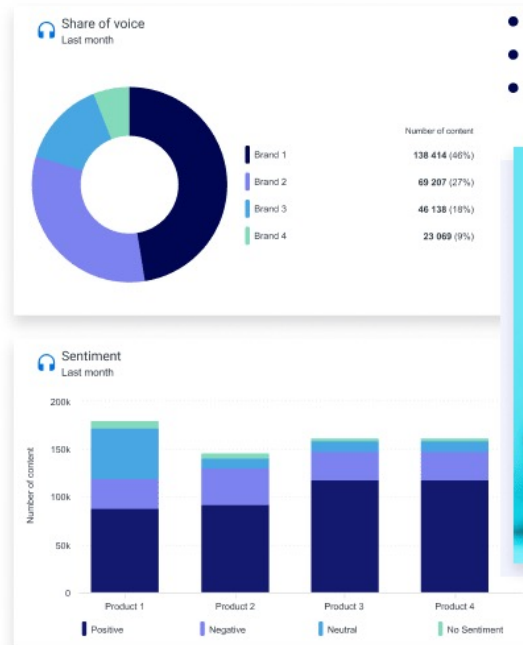 Share of voice
Last month
Number of content
Brand 1 138 414 (46%)
Brand 2 69 207 (27%)
Brand 3 46 138 (18%)
Brand 4 23 069 (9%)
Sentiment
Last month
200k
150k
100k
50k
0
Number of content
Product 1 Product 2 Product 3 Product 4
Positive Negative Neutral No Sentiment